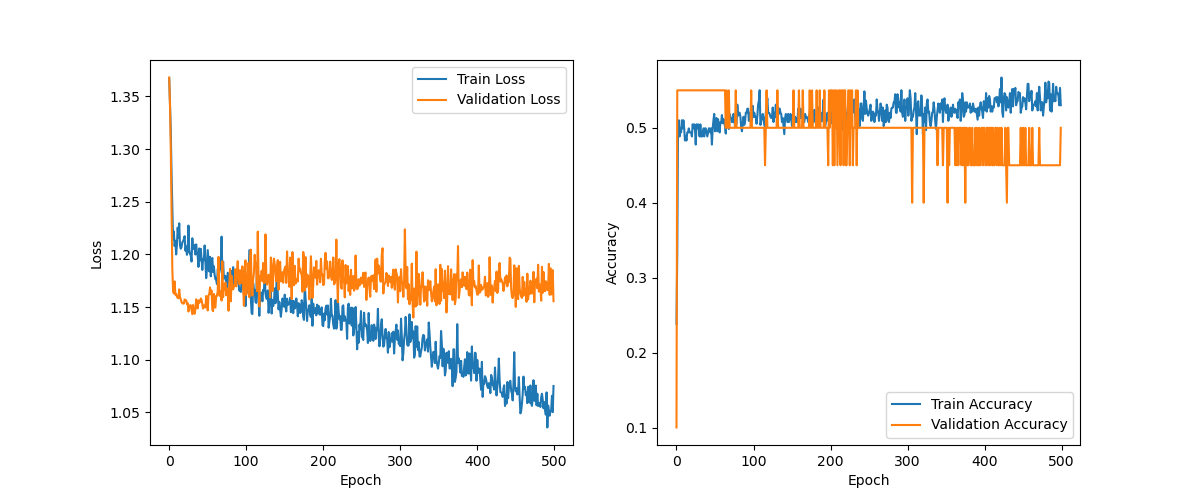 1.35
1.30
1.25
1.20
1.15
1.10
1.05
Loss
0 100 200 300 400 500
Epoch
Train Loss
Validation Loss
0.5
0.4
0.3
0.2
0.1
Accuracy
0 100 200 300 400 500
Epoch
Train Accuracy
Validation Accuracy